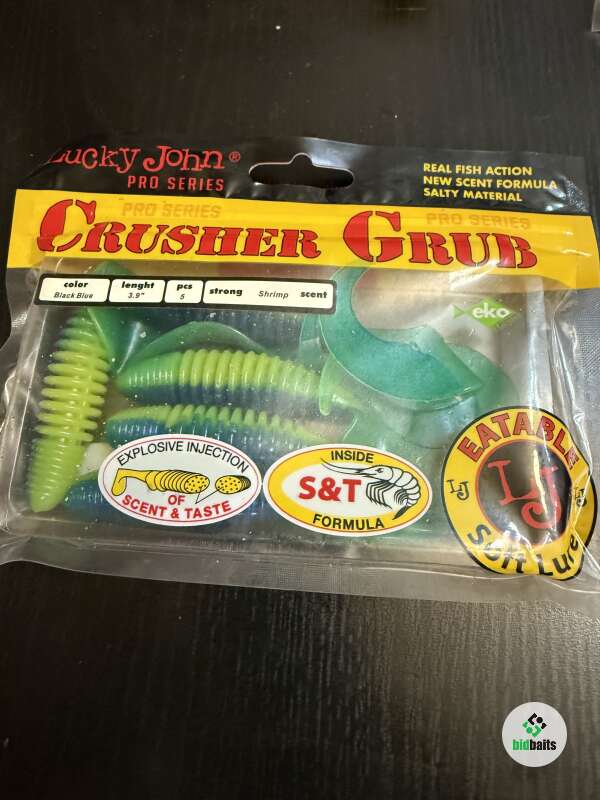 Lucky John®
PRO SERIES
REAL FISH ACTION
NEW SCENT FORMULA
SALTY MATERIAL
PRO SERIES
PRO SERIES
CRUSHER GRUB
color
Black Blue
lenght
3.9"
pcs
5
strong Shrimp scent
eko
EXPLOSIVE INJECTION
OF
SCENT & TASTE
INSIDE
S&T
FORMULA
EATABLE
LJ
LJ
LJ
Soft Lure
bidbaits